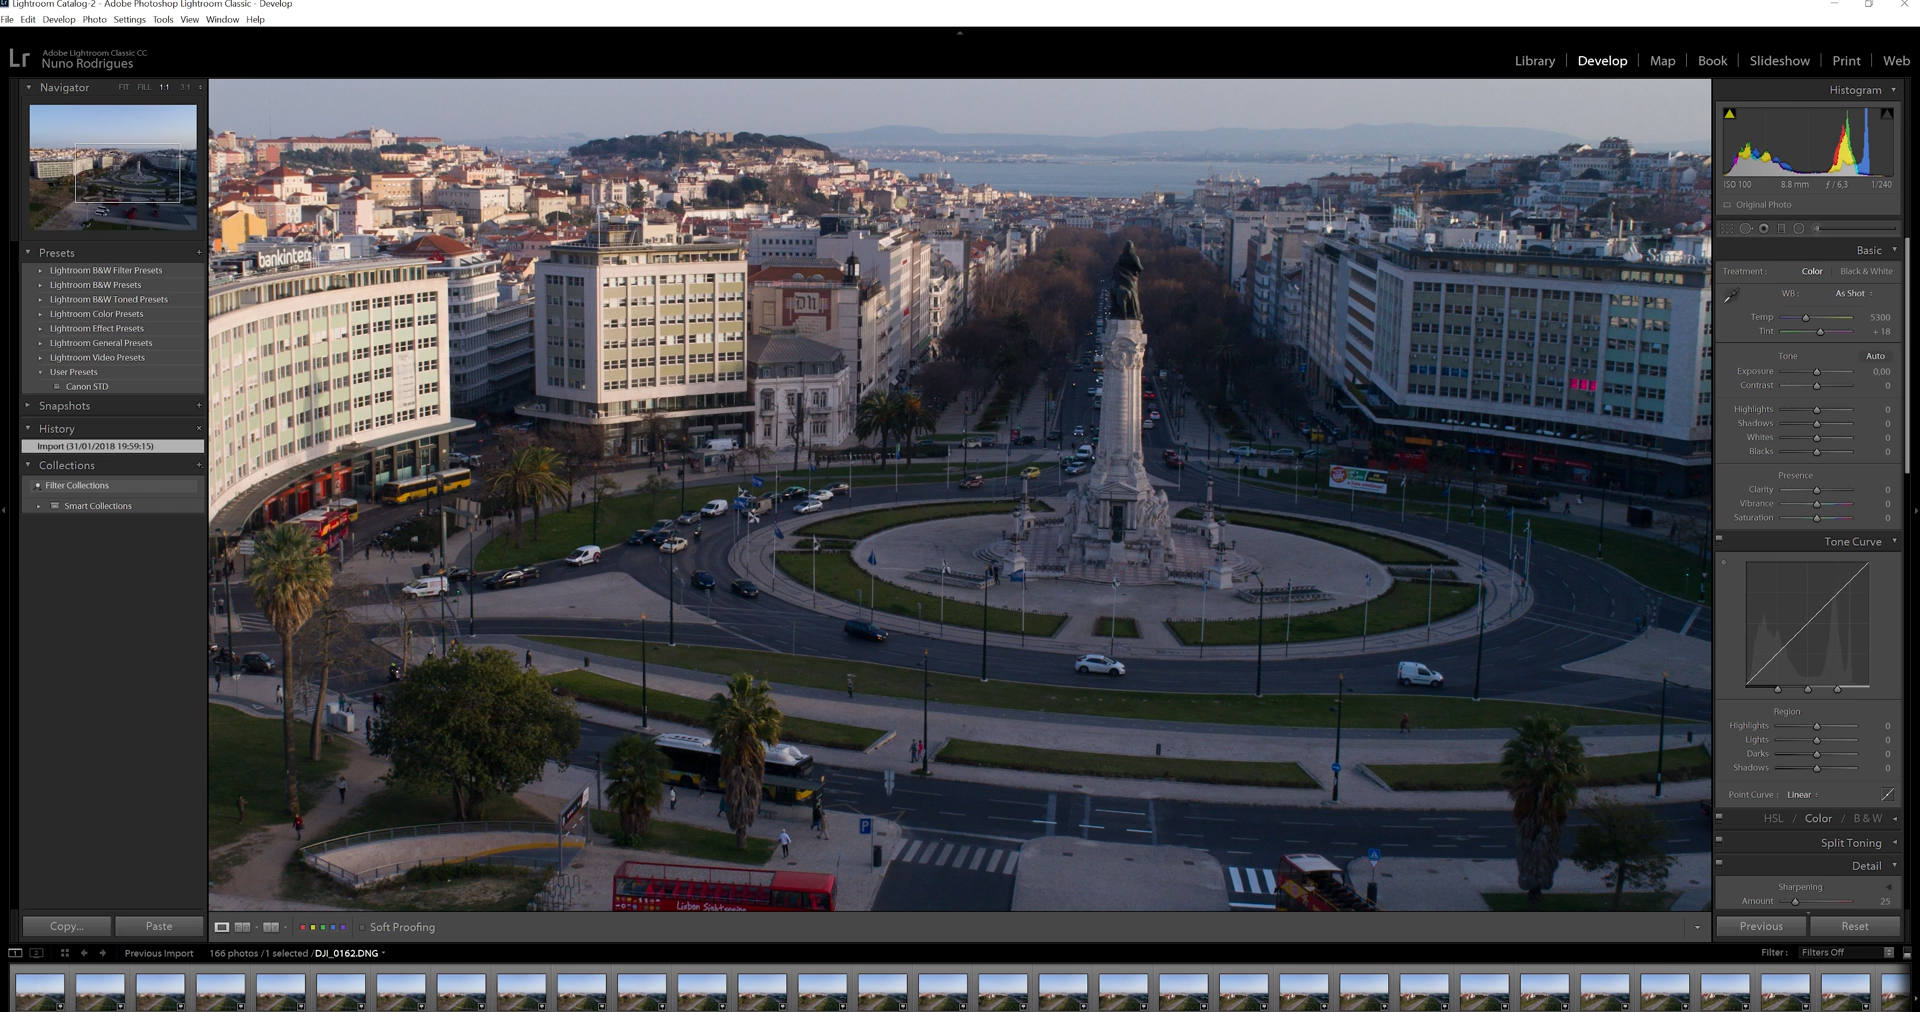 Lightroom Catalog-2 - Adobe Photoshop Lightroom Classic - Develop
File Edit Develop Photo Settings Tools View Window Help
Lr
Adobe Lightroom Classic CC
Nuno Rodrigues
Library | Develop | Map | Book | Slideshow | Print | Web
Navigator FIT FILL 1:1 3:1
Presets +
Lightroom B&W Filter Presets
Lightroom B&W Presets
Lightroom B&W Toned Presets
Lightroom Color Presets
Lightroom Effect Presets
Lightroom General Presets
Lightroom Video Presets
User Presets
Canon STD
Snapshots +
History ×
Import (31/01/2018 19:59:15)
Collections +
Filter Collections
Smart Collections
Copy...
Paste
bankinter
P
Lisbon Sightseeing
Histogram
ISO 100 8.8 mm ƒ / 6,3 1/240
Original Photo
Basic
Treatment : Color | Black & White
WB : As Shot
Temp 5300
Tint + 18
Tone Auto
Exposure 0,00
Contrast 0
Highlights 0
Shadows 0
Whites 0
Blacks 0
Presence
Clarity 0
Vibrance 0
Saturation 0
Tone Curve
Region
Highlights 0
Lights 0
Darks 0
Shadows 0
Point Curve : Linear
HSL / Color / B & W
Split Toning
Detail
Sharpening
Amount 25
Previous
Reset
Soft Proofing
1 2 Previous Import 166 photos /1 selected /DJI_0162.DNG
Filter : Filters Off